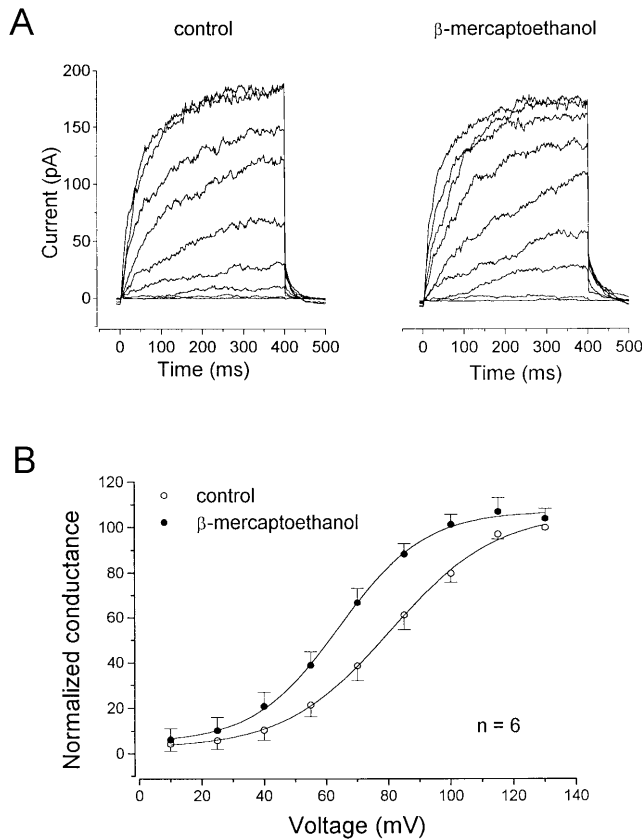 A
control
β-mercaptoethanol
200
150
100
50
0
Current (pA)
0 100 200 300 400 500
0 100 200 300 400 500
Time (ms)
Time (ms)
B
120
100
80
60
40
20
0
Normalized conductance
control
β-mercaptoethanol
n = 6
0 20 40 60 80 100 120 140
Voltage (mV)